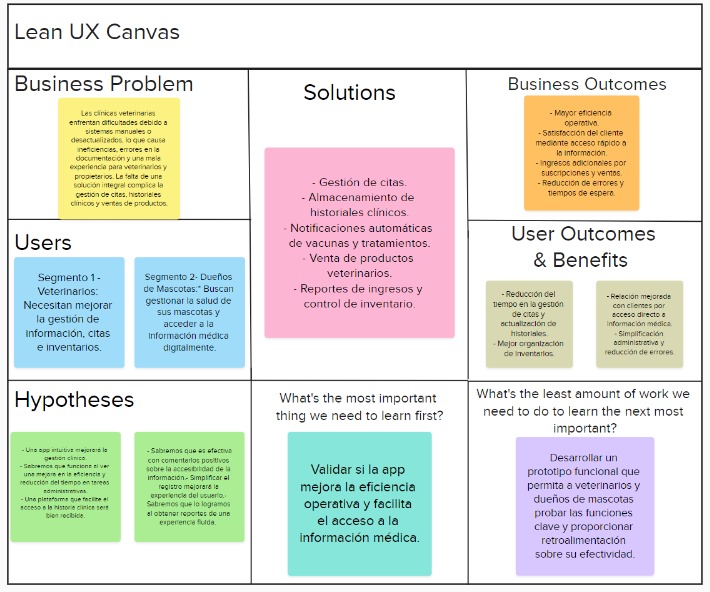 Lean UX Canvas
Business Problem
Las clínicas veterinarias
enfrentan dificultades debido a
sistemas manuales o
desactualizados, lo que causa
ineficiencias, errores en la
documentación y una mala
experiencia para veterinarios y
propietarios. La falta de una
solución integral complica la
gestión de citas, historiales
clínicos y ventas de productos.
Solutions
- Gestión de citas.
- Almacenamiento de
historiales clínicos.
- Notificaciones automáticas
de vacunas y tratamientos.
- Venta de productos
veterinarios.
- Reportes de ingresos y
control de inventario.
Business Outcomes
- Mayor eficiencia
operativa.
- Satisfacción del cliente
mediante acceso rápido a
la información.
- Ingresos adicionales por
suscripciones y ventas.
- Reducción de errores y
tiempos de espera.
Users
Segmento 1 -
Veterinarios:
Necesitan mejorar
la gestión de
información, citas
e inventarios.
Segmento 2- Dueños
de Mascotas:* Buscan
gestionar la salud de
sus mascotas y
acceder a la
información médica
digitalmente.
User Outcomes
& Benefits
- Reducción del
tiempo en la gestión
de citas y
actualización de
historiales.
- Mejor organización
de inventarios.
- Relación mejorada
con clientes por
acceso directo a
información médica.
- Simplificación
administrativa y
reducción de errores.
Hypotheses
- Una app intuitiva mejorará la
gestión clínica.
- Sabremos que funciona al ver
una mejora en la eficiencia y
reducción del tiempo en tareas
administrativas.
- Una plataforma que facilite el
acceso a la historia clínica será
bien recibida.
- Sabremos que es efectiva
con comentarios positivos
sobre la accesibilidad de la
información.- Simplificar el
registro mejorará la
experiencia del usuario.-
Sabremos que lo logramos
al obtener reportes de una
experiencia fluida.
What's the most important
thing we need to learn first?
Validar si la app
mejora la eficiencia
operativa y facilita
el acceso a la
información médica.
What's the least amount of work we
need to do to learn the next most
important?
Desarrollar un
prototipo funcional que
permita a veterinarios y
dueños de mascotas
probar las funciones
clave y proporcionar
retroalimentación
sobre su efectividad.